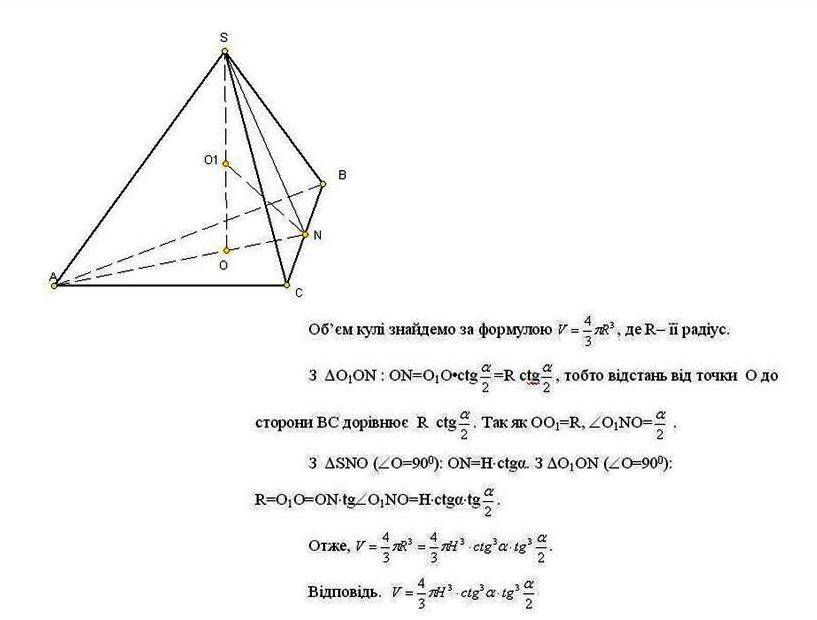 S
O1
B
N
O
A
C
Об’єм кулі знайдемо за формулою V = 4/3 πR³, де R– її радіус.
З ΔO₁ON : ON=O₁O•ctg α/2 =R ctg α/2 , тобто відстань від точки О до
сторони ВС дорівнює R ctg α/2 . Так як OO₁=R, ∠O₁NO= α/2 .
З ΔSNO (∠O=90⁰): ON=H·ctgα. З ΔO₁ON (∠O=90⁰):
R=O₁O=ON·tg∠O₁NO=H·ctgα·tg α/2 .
Отже, V = 4/3 πR³ = 4/3 πH³ · ctg³α · tg³ α/2 .
Відповідь. V = 4/3 πH³ · ctg³α · tg³ α/2